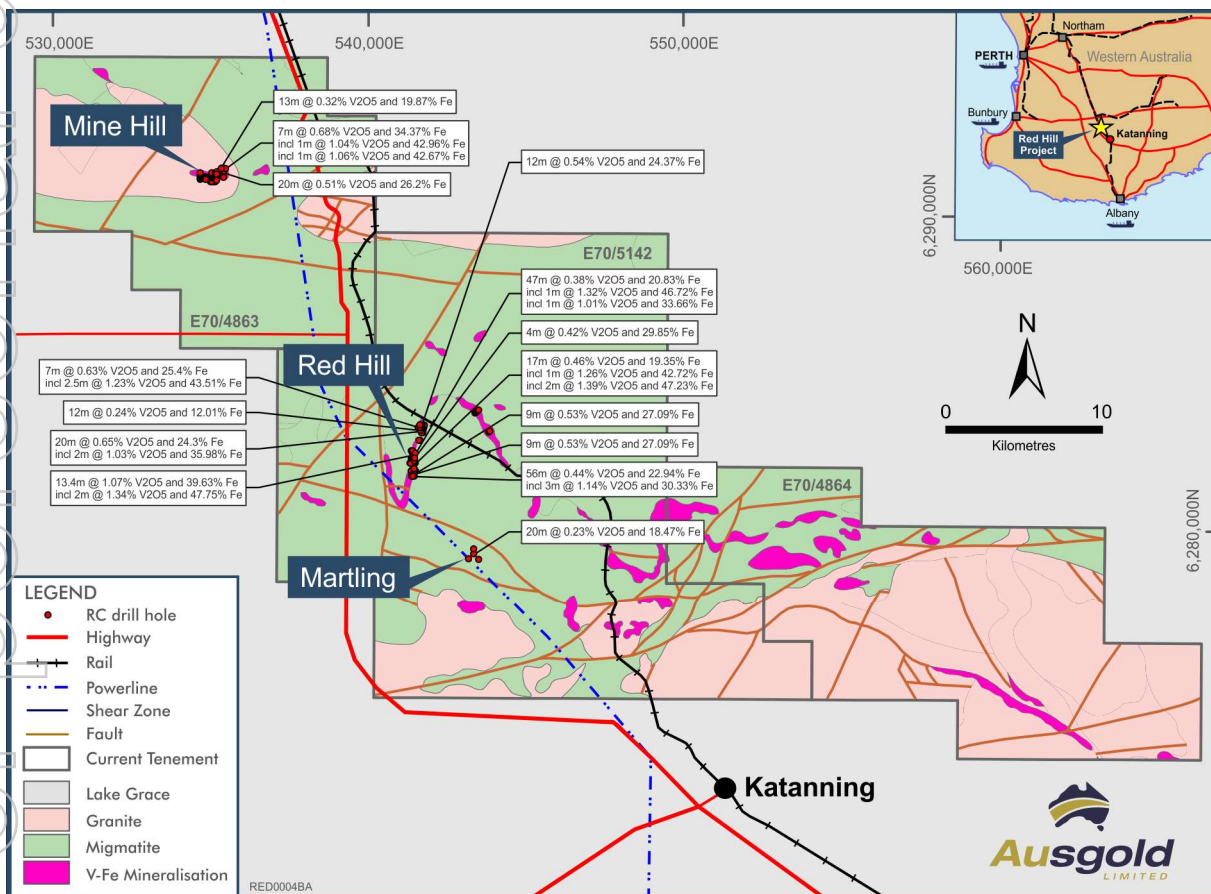 530,000E
540,000E
550,000E
Northam
PERTH
Western Australia
Bunbury
Katanning
Red Hill
Project
Albany
6,290,000N
560,000E
Mine Hill
13m @ 0.32% V2O5 and 19.87% Fe
7m @ 0.68% V2O5 and 34.37% Fe
incl 1m @ 1.04% V2O5 and 42.96% Fe
incl 1m @ 1.06% V2O5 and 42.67% Fe
20m @ 0.51% V2O5 and 26.2% Fe
12m @ 0.54% V2O5 and 24.37% Fe
E70/5142
47m @ 0.38% V2O5 and 20.83% Fe
incl 1m @ 1.32% V2O5 and 46.72% Fe
incl 1m @ 1.01% V2O5 and 33.66% Fe
E70/4863
4m @ 0.42% V2O5 and 29.85% Fe
Red Hill
17m @ 0.46% V2O5 and 19.35% Fe
incl 1m @ 1.26% V2O5 and 42.72% Fe
incl 2m @ 1.39% V2O5 and 47.23% Fe
7m @ 0.63% V2O5 and 25.4% Fe
incl 2.5m @ 1.23% V2O5 and 43.51% Fe
12m @ 0.24% V2O5 and 12.01% Fe
9m @ 0.53% V2O5 and 27.09% Fe
20m @ 0.65% V2O5 and 24.3% Fe
incl 2m @ 1.03% V2O5 and 35.98% Fe
9m @ 0.53% V2O5 and 27.09% Fe
13.4m @ 1.07% V2O5 and 39.63% Fe
incl 2m @ 1.34% V2O5 and 47.75% Fe
56m @ 0.44% V2O5 and 22.94% Fe
incl 3m @ 1.14% V2O5 and 30.33% Fe
E70/4864
20m @ 0.23% V2O5 and 18.47% Fe
Martling
N
0
10
Kilometres
6,280,000N
LEGEND
RC drill hole
Highway
Rail
Powerline
Shear Zone
Fault
Current Tenement
Lake Grace
Granite
Migmatite
V-Fe Mineralisation
RED0004BA
Katanning
Ausgold
LIMITED